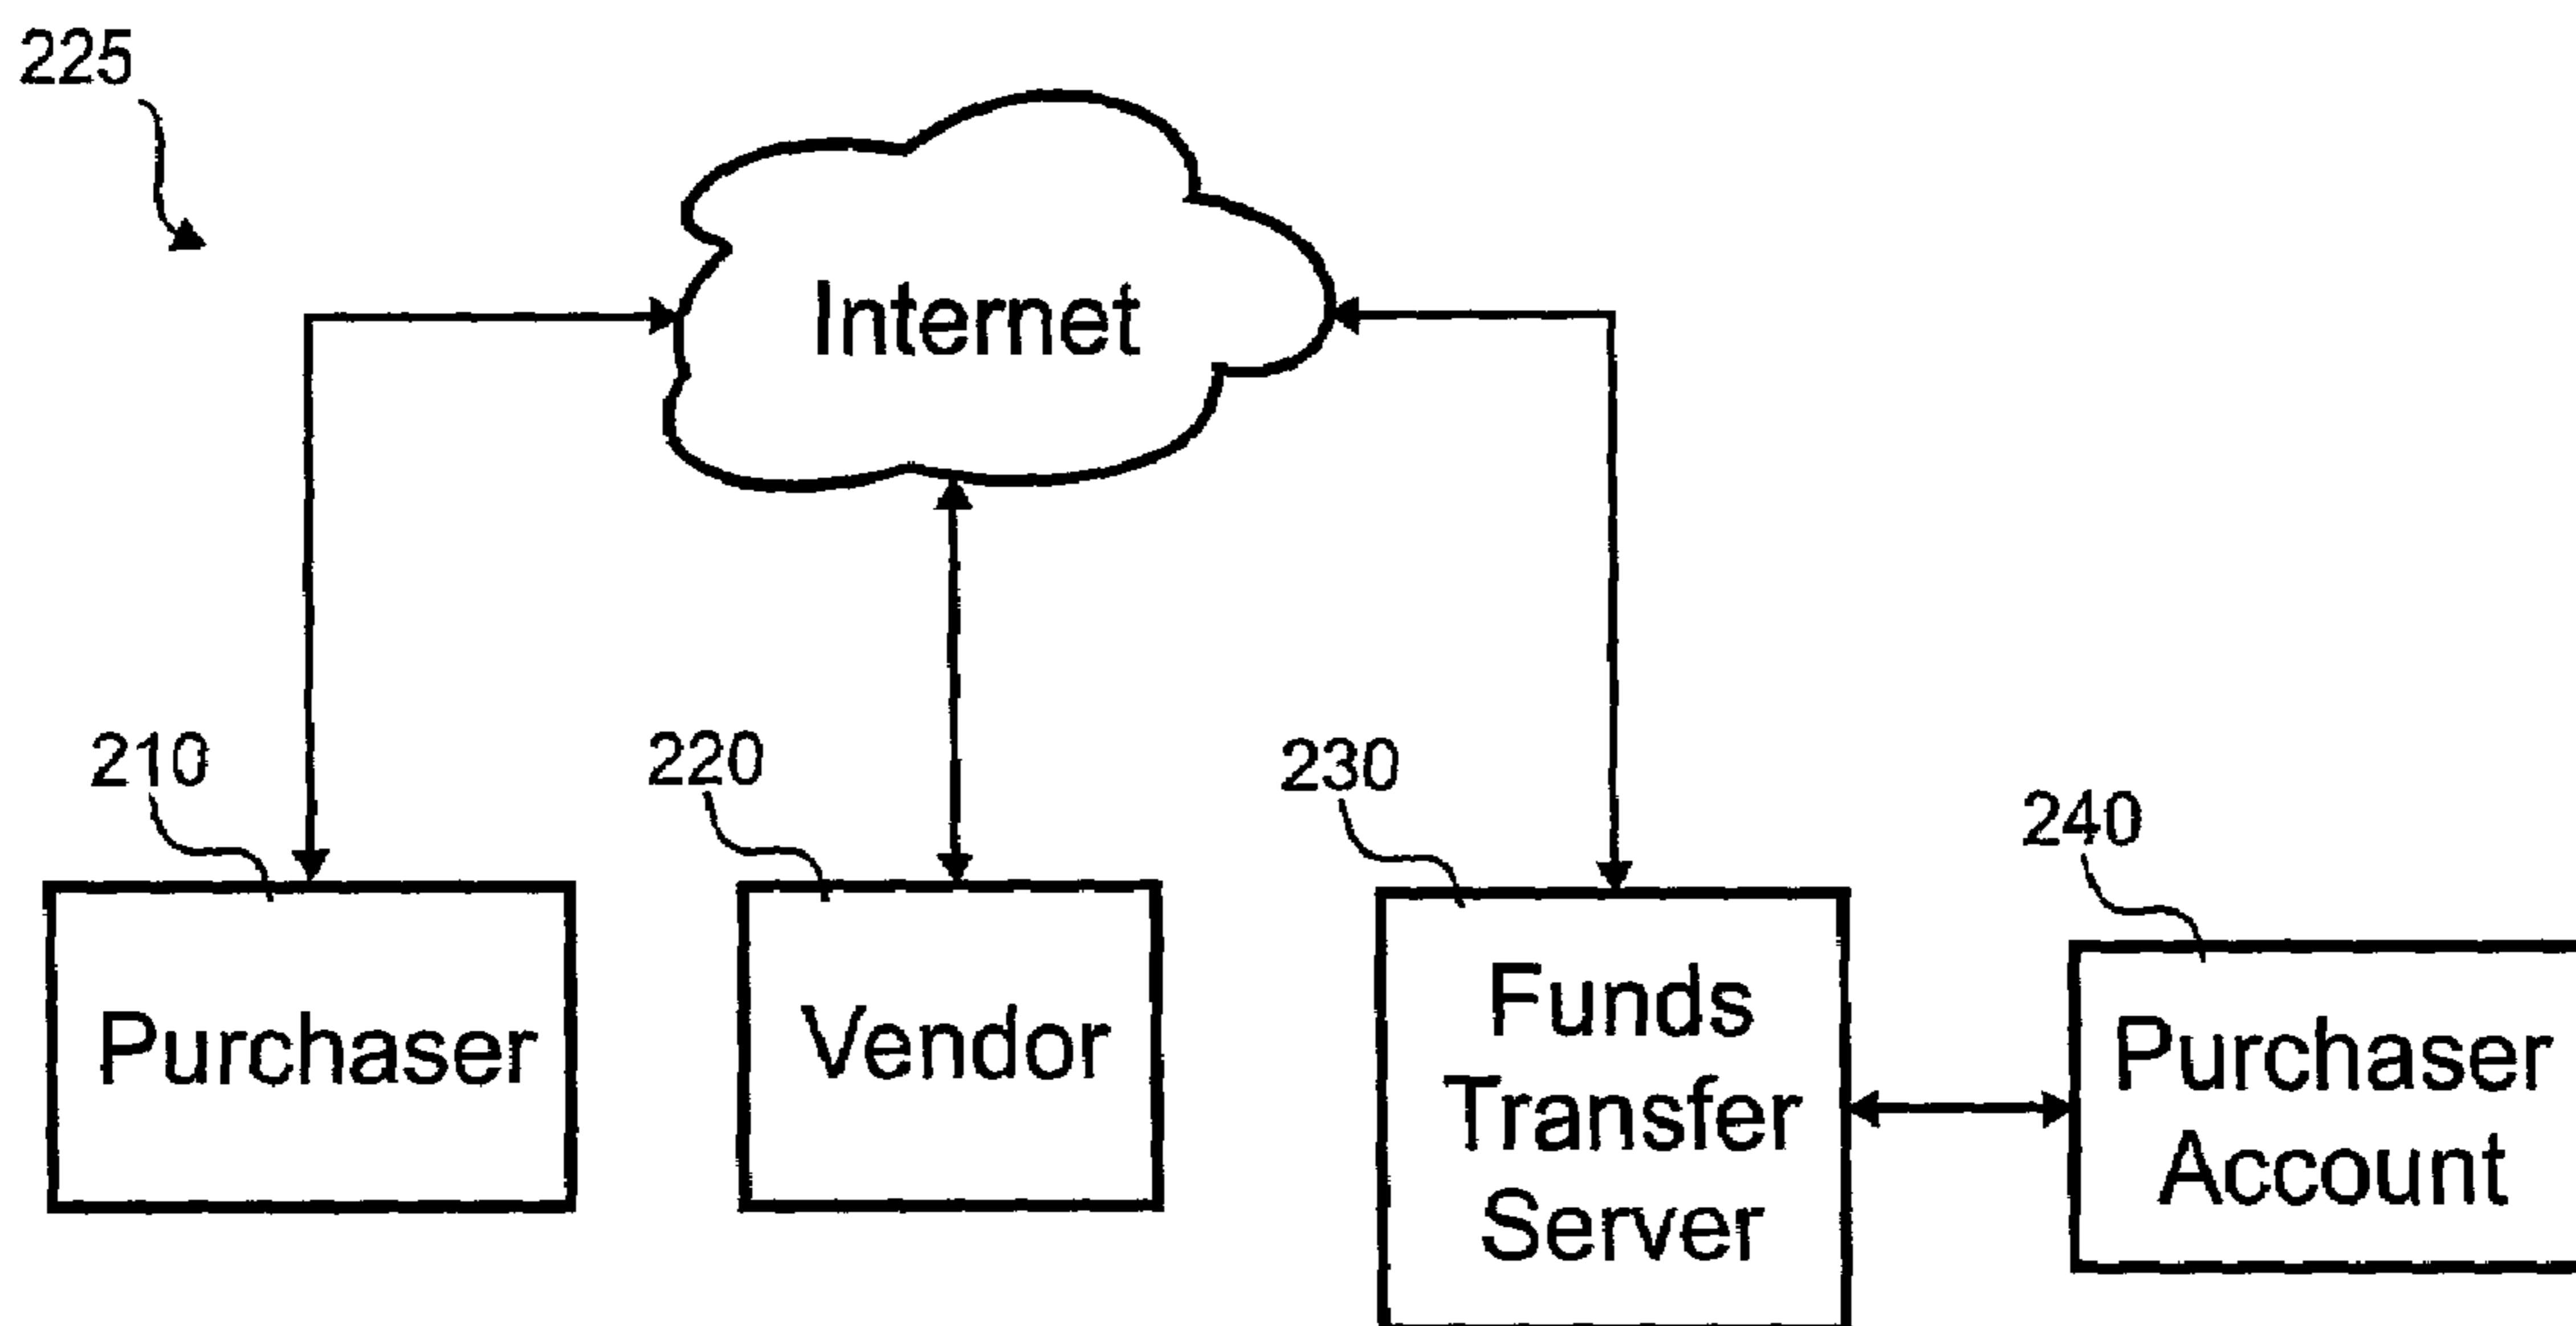 225
Internet
210
220
230
240
Purchaser
Vendor
Funds
Transfer
Server
Purchaser
Account